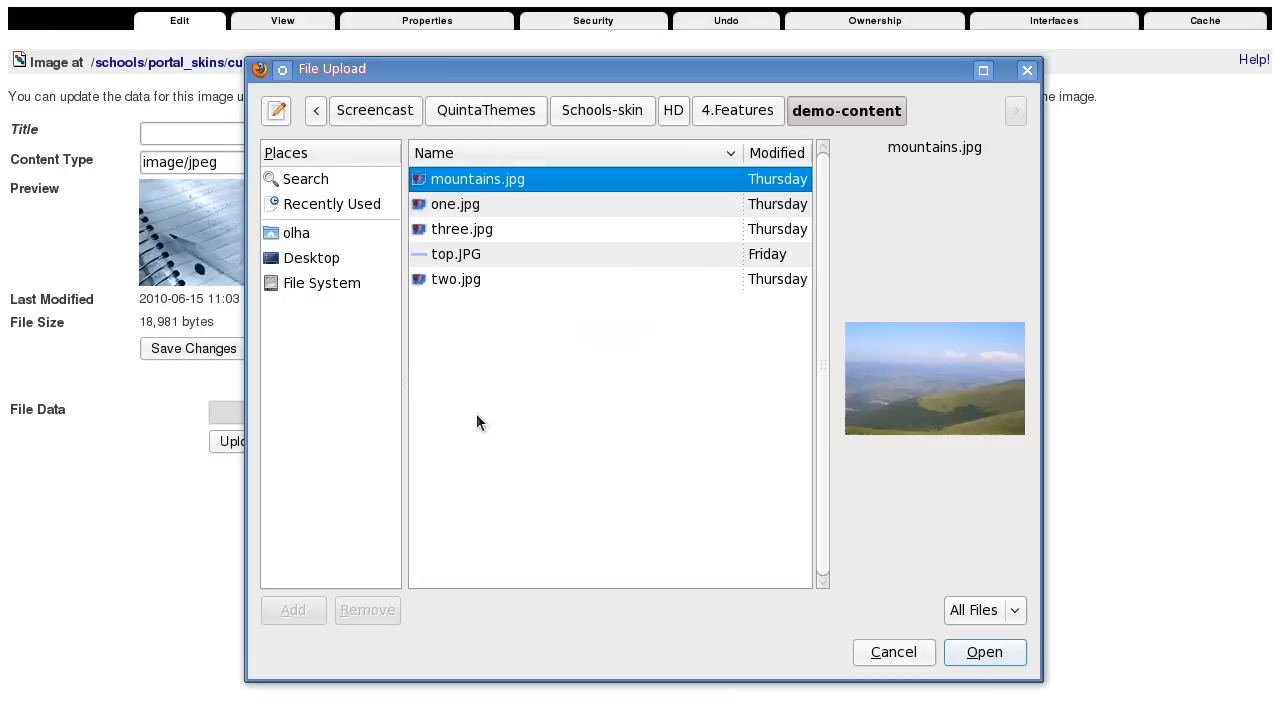 Edit View Properties Security Undo Ownership Interfaces Cache
Image at /schools/portal_skins/cu
Help!
You can update the data for this image u
e image.
File Upload
< Screencast QuintaThemes Schools-skin HD 4.Features demo-content >
Title
Content Type image/jpeg
Preview
Last Modified 2010-06-15 11:03
File Size 18,981 bytes
Save Changes
File Data
Uplo
Places
Search
Recently Used
olha
Desktop
File System
Name Modified
mountains.jpg Thursday
one.jpg Thursday
three.jpg Thursday
top.JPG Friday
two.jpg Thursday
mountains.jpg
Add Remove
All Files
Cancel Open